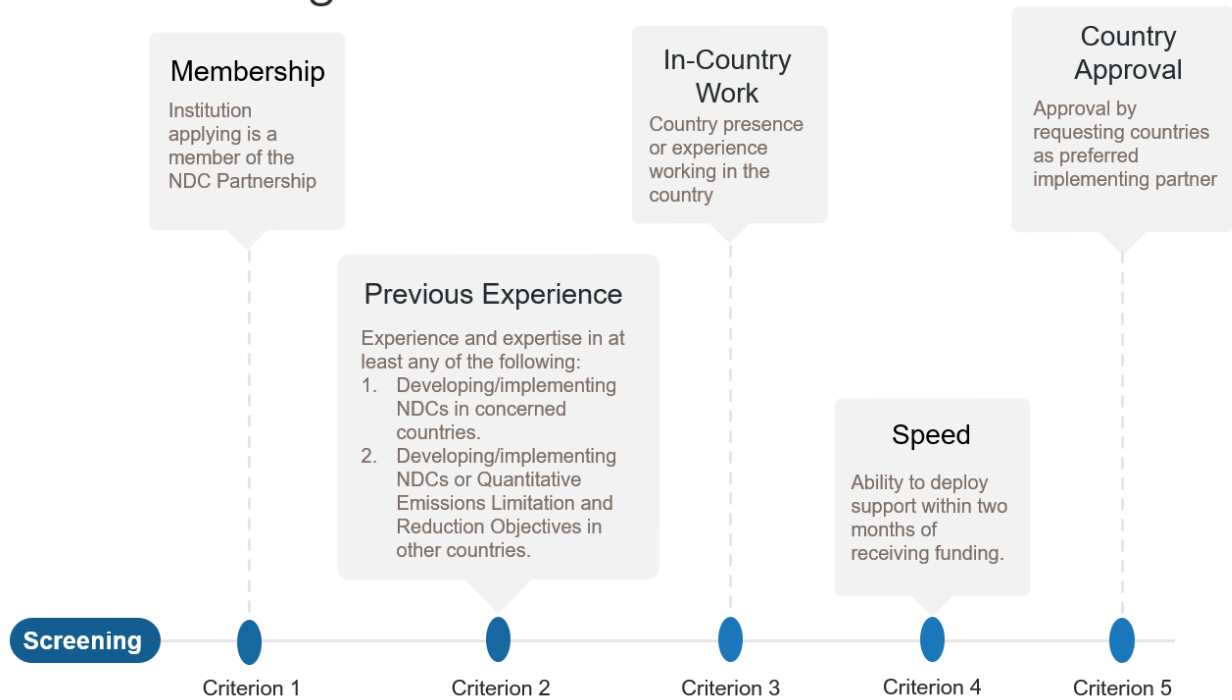 Membership
Institution
applying is a
member of the
NDC Partnership
Previous Experience
Experience and expertise in at
least any of the following:
1. Developing/implementing
NDCs in concerned
countries.
2. Developing/implementing
NDCs or Quantitative
Emissions Limitation and
Reduction Objectives in
other countries.
In-Country
Work
Country presence
or experience
working in the
country
Speed
Ability to deploy
support within two
months of
receiving funding.
Country
Approval
Approval by
requesting countries
as preferred
implementing partner
Screening
Criterion 1
Criterion 2
Criterion 3
Criterion 4
Criterion 5